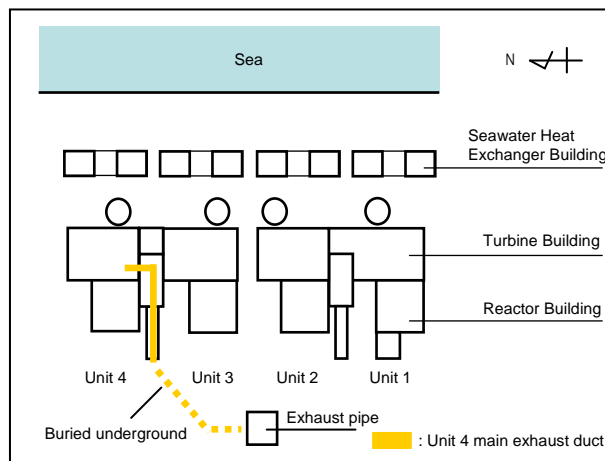 Sea
N
Seawater Heat
Exchanger Building
Turbine Building
Reactor Building
Unit 4
Unit 3
Unit 2
Unit 1
Exhaust pipe
Buried underground
: Unit 4 main exhaust duct